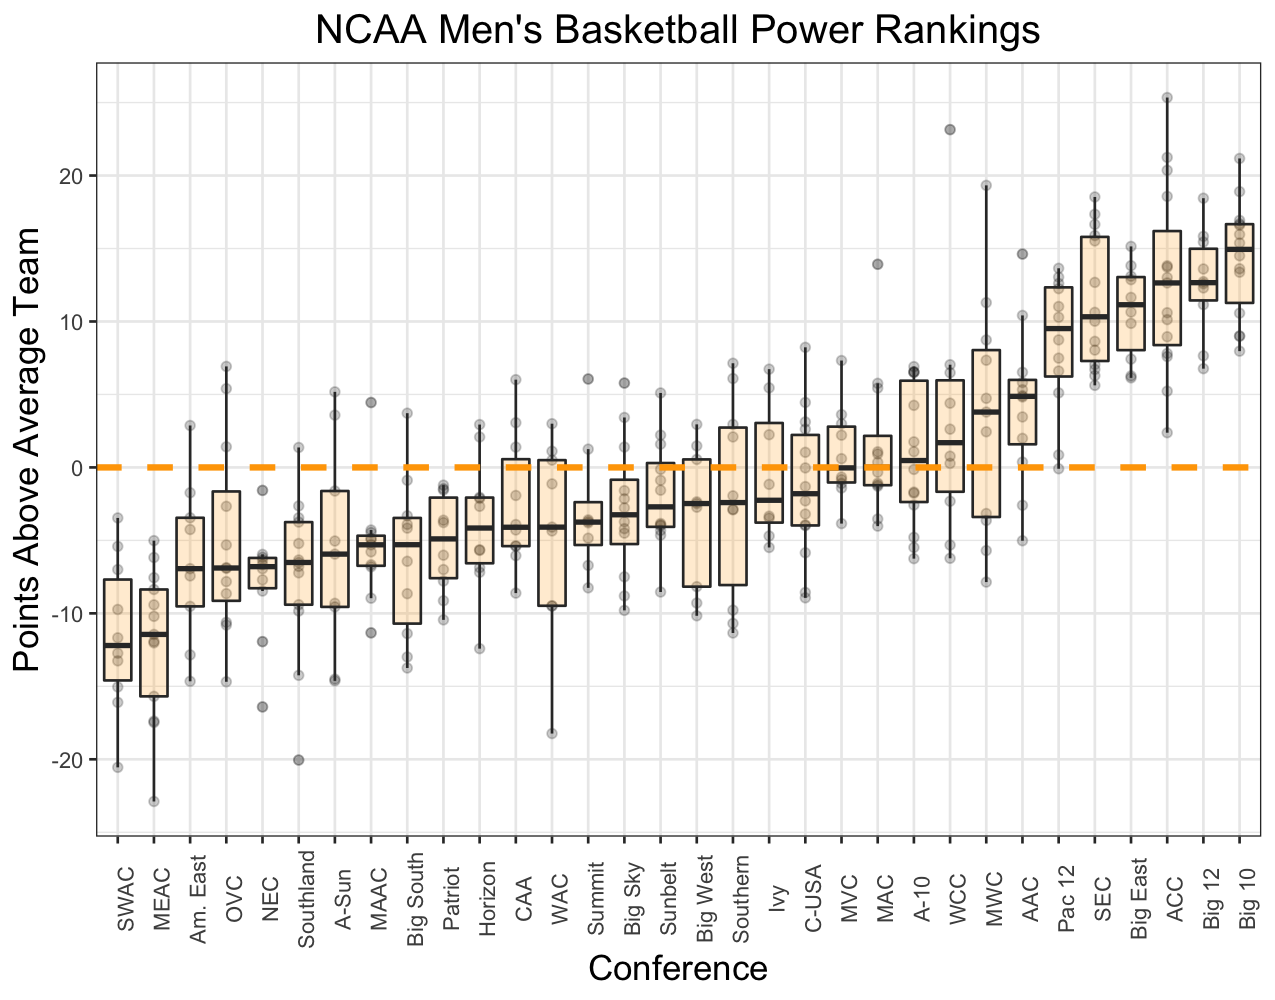 NCAA Men's Basketball Power Rankings
Points Above Average Team
20
10
0
-10
-20
SWAC
MEAC
Am. East
OVC
NEC
Southland
A-Sun
MAAC
Big South
Patriot
Horizon
CAA
WAC
Summit
Big Sky
Sunbelt
Big West
Southern
Ivy
C-USA
MVC
MAC
A-10
WCC
MWC
AAC
Pac 12
SEC
Big East
ACC
Big 12
Big 10
Conference